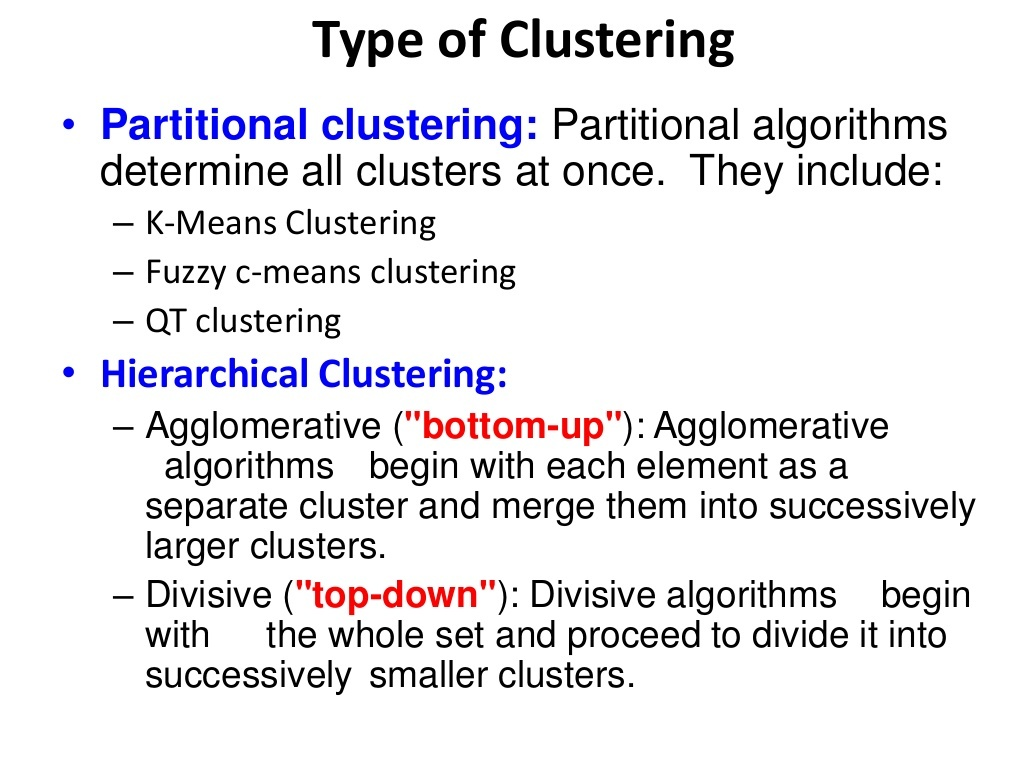 Type of Clustering
• Partitional clustering: Partitional algorithms
determine all clusters at once. They include:
– K-Means Clustering
– Fuzzy c-means clustering
– QT clustering
• Hierarchical Clustering:
– Agglomerative ("bottom-up"): Agglomerative
algorithms begin with each element as a
separate cluster and merge them into successively
larger clusters.
– Divisive ("top-down"): Divisive algorithms begin
with the whole set and proceed to divide it into
successively smaller clusters.